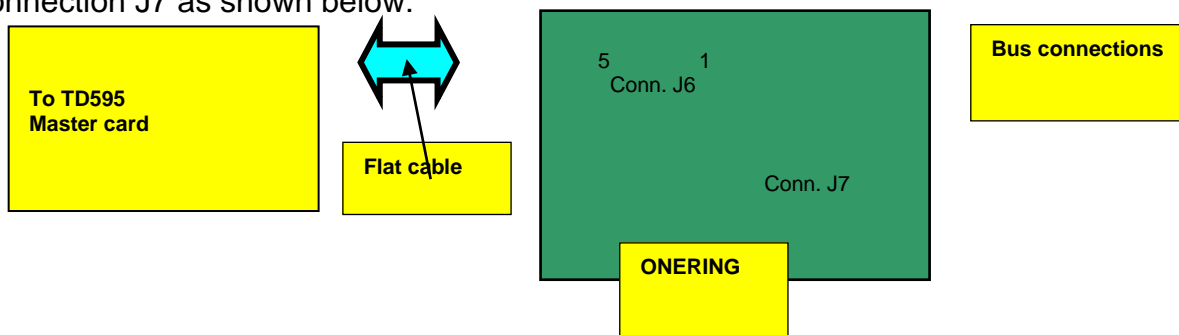 onnection J7 as shown below.
To TD595
Master card
Flat cable
5 1
Conn. J6
Conn. J7
ONERING
Bus connections